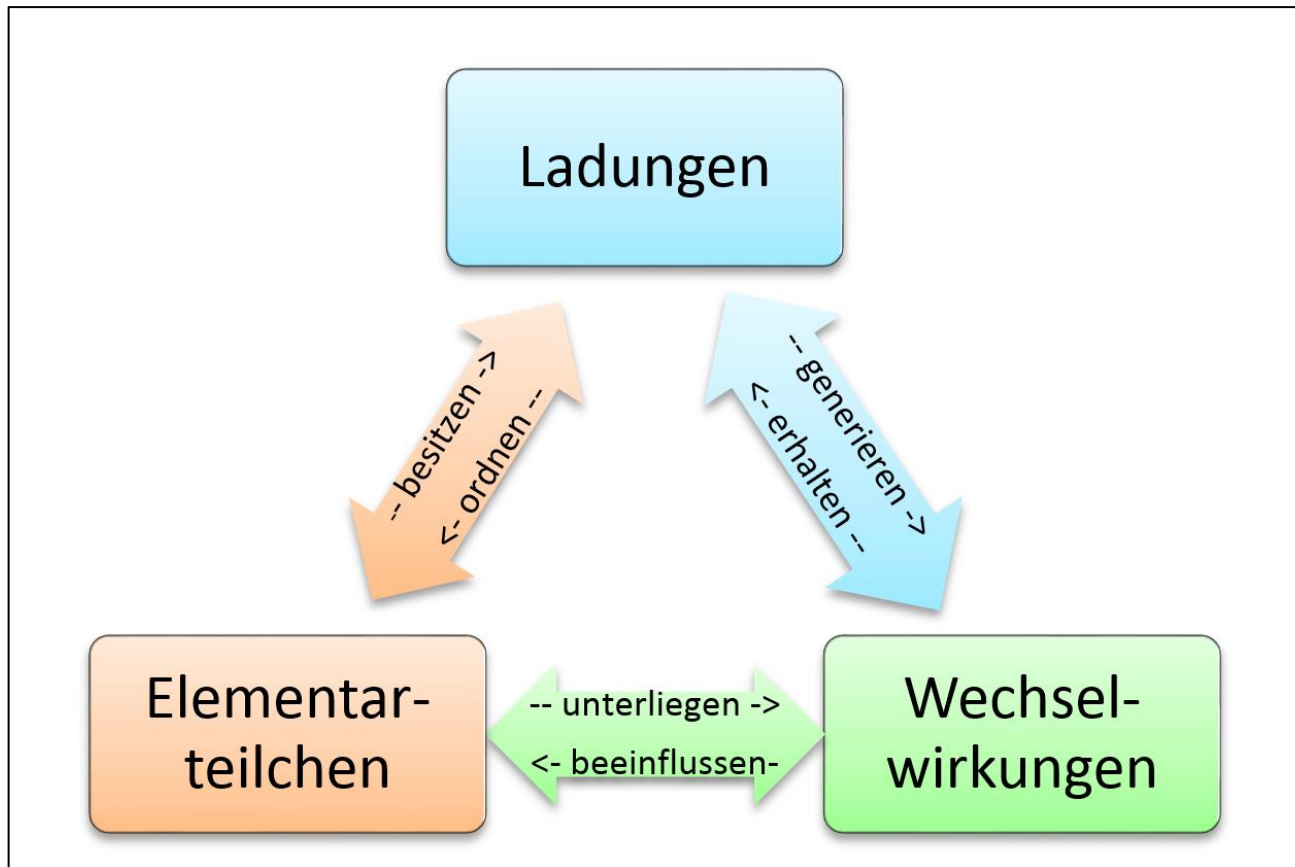 Ladungen
-- besitzen ->
<- ordnen --
-- generieren ->
<- erhalten --
Elementar-
teilchen
-- unterliegen ->
<- beeinflussen-
Wechsel-
wirkungen